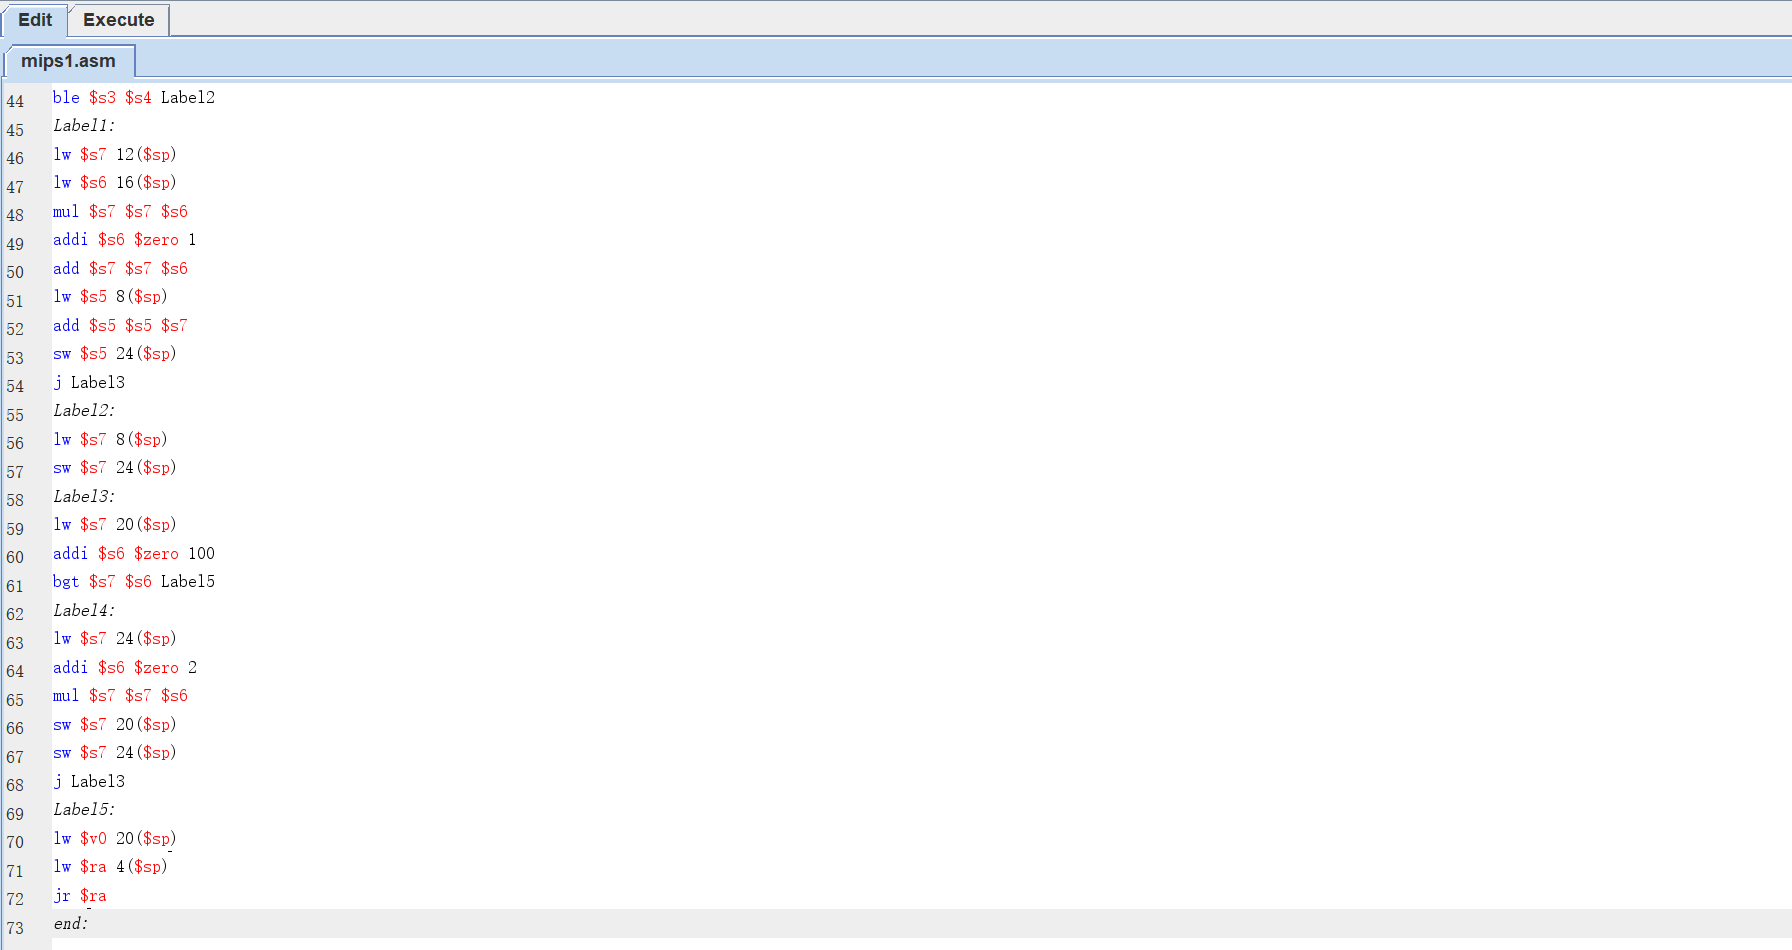 Edit Execute
mips1.asm
44 ble $s3 $s4 Label2
45 Label1:
46 lw $s7 12($sp)
47 lw $s6 16($sp)
48 mul $s7 $s7 $s6
49 addi $s6 $zero 1
50 add $s7 $s7 $s6
51 lw $s5 8($sp)
52 add $s5 $s5 $s7
53 sw $s5 24($sp)
54 j Label3
55 Label2:
56 lw $s7 8($sp)
57 sw $s7 24($sp)
58 Label3:
59 lw $s7 20($sp)
60 addi $s6 $zero 100
61 bgt $s7 $s6 Label5
62 Label4:
63 lw $s7 24($sp)
64 addi $s6 $zero 2
65 mul $s7 $s7 $s6
66 sw $s7 20($sp)
67 sw $s7 24($sp)
68 j Label3
69 Label5:
70 lw $v0 20($sp)
71 lw $ra 4($sp)
72 jr $ra
73 end: